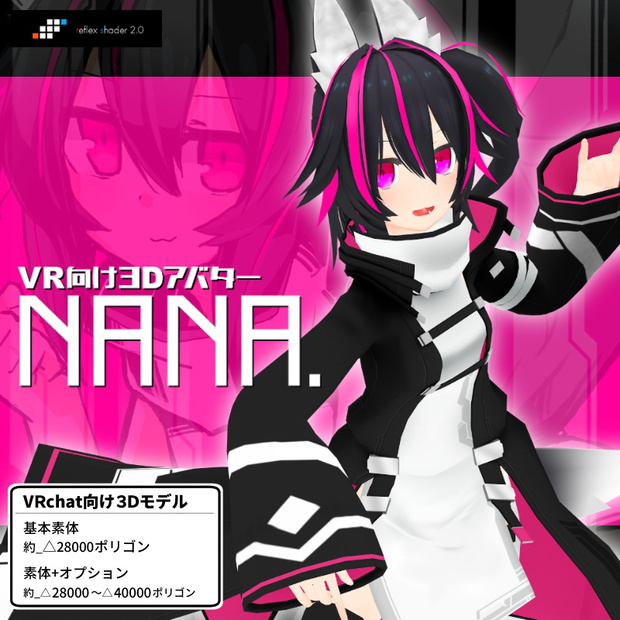 reflex shader 2.0
VR向け3Dアバター
NANA.
VRchat向け3Dモデル
基本素体
約_△28000ポリゴン
素体+オプション
約_△28000～△40000ポリゴン